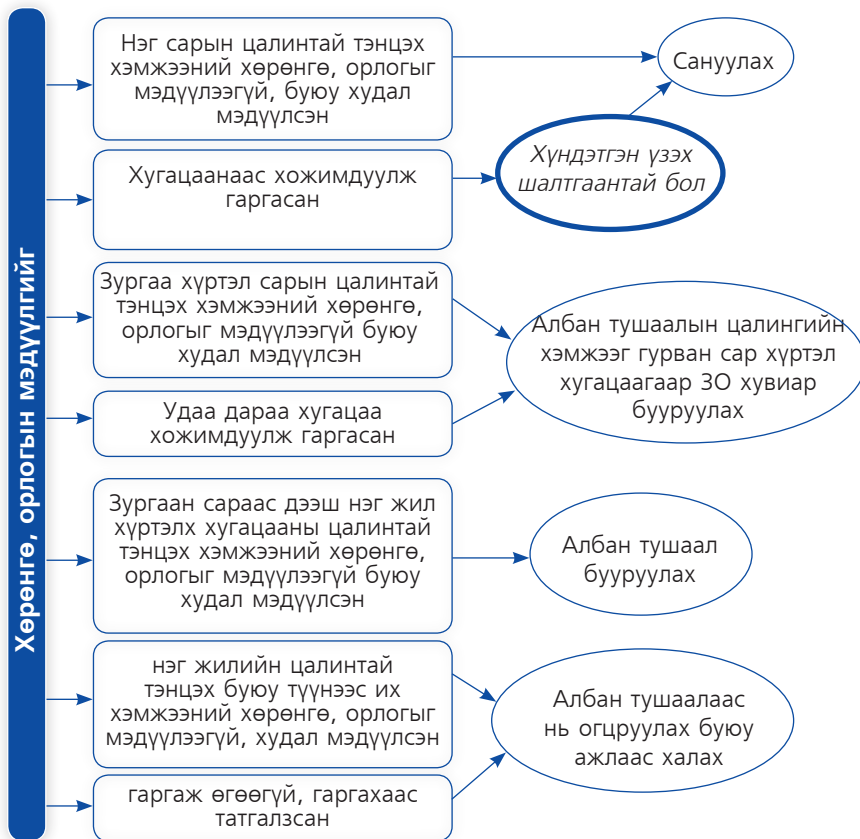 Хөрөнгө, орлогын мэдүүлгийг
Нэг сарын цалинтай тэнцэх
хэмжээний хөрөнгө, орлогыг
мэдүүлээгүй, буюу худал
мэдүүлсэн
Сануулах
Хугацаанаас хожимдуулж
гаргасан
Хүндэтгэн үзэх
шалтгаантай бол
Зургаа хүртэл сарын цалинтай
тэнцэх хэмжээний хөрөнгө,
орлогыг мэдүүлээгүй буюу
худал мэдүүлсэн
Удаа дараа хугацаа
хожимдуулж гаргасан
Албан тушаалын цалингийн
хэмжээг гурван сар хүртэл
хугацаагаар 3О хувиар
бууруулах
Зургаан сараас дээш нэг жил
хүртэлх хугацааны цалинтай
тэнцэх хэмжээний хөрөнгө,
орлогыг мэдүүлээгүй буюу
худал мэдүүлсэн
Албан тушаал
бууруулах
нэг жилийн цалинтай
тэнцэх буюу түүнээс их
хэмжээний хөрөнгө, орлогыг
мэдүүлээгүй, худал мэдүүлсэн
гаргаж өгөөгүй, гаргахаас
татгалзсан
Албан тушаалаас
нь огцруулах буюу
ажлаас халах